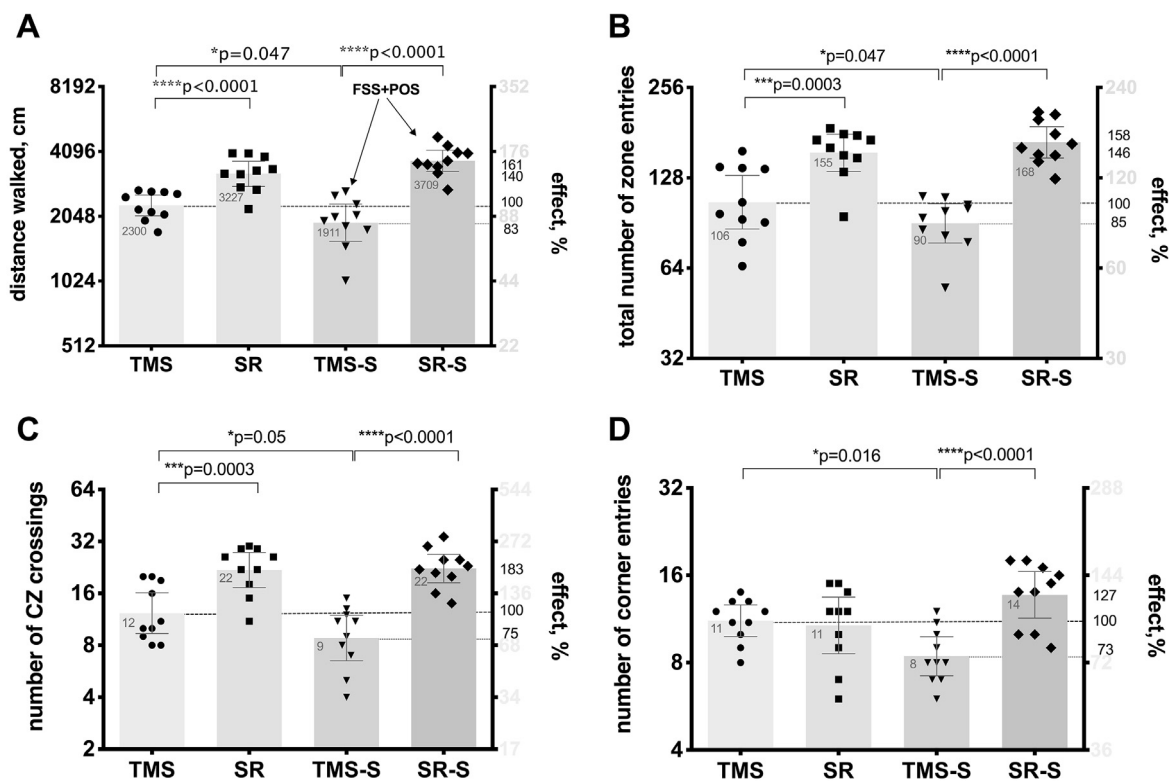 A
*p=0.047
****p<0.0001
****p<0.0001
FSS+POS
distance walked, cm
8192
4096
2048
1024
512
2300
3227
1911
3709
TMS
SR
TMS-S
SR-S
352
176
161
140
100
88
83
44
22
effect, %
B
*p=0.047
****p<0.0001
***p=0.0003
total number of zone entries
256
128
64
32
106
155
90
168
TMS
SR
TMS-S
SR-S
240
158
146
120
100
85
60
30
effect, %
C
*p=0.05
****p<0.0001
***p=0.0003
number of CZ crossings
64
32
16
8
4
2
12
22
9
22
TMS
SR
TMS-S
SR-S
544
272
183
100
75
68
34
17
effect,%
D
*p=0.016
****p<0.0001
number of corner entries
32
16
8
4
11
11
8
14
TMS
SR
TMS-S
SR-S
288
144
127
100
73
72
36
effect,%